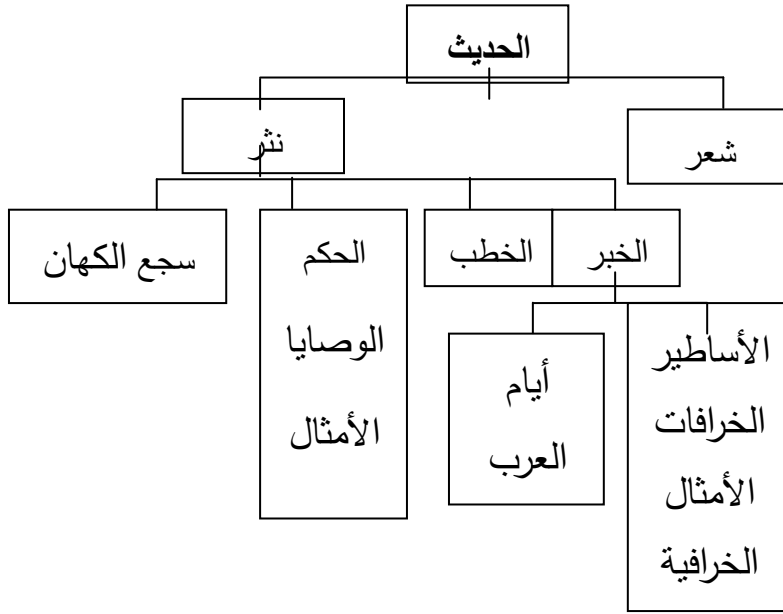 الحديث
شعر
نثر
الخبر
الخطب
الحكم
الوصايا
الأمثال
سجع الكهان
الأساطير
الخرافات
الأمثال
الخرافية
أيام
العرب